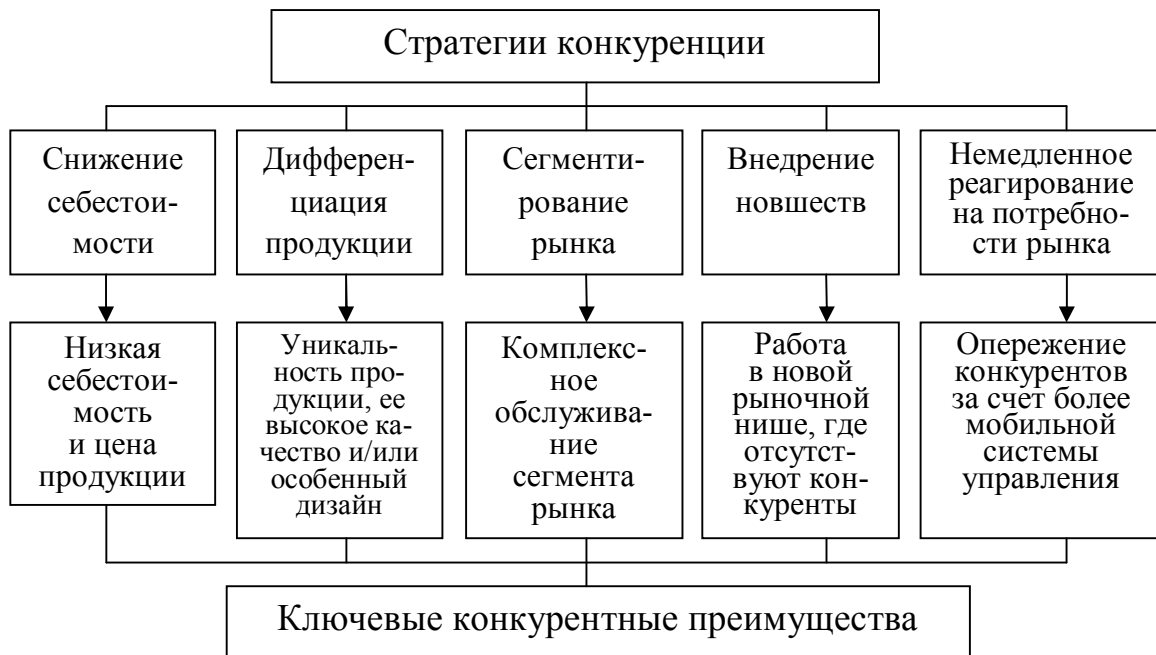 Стратегии конкуренции
Снижение
себестои-
мости
Дифферен-
циация
продукции
Сегменти-
рование
рынка
Внедрение
новшеств
Немедленное
реагирование
на потребно-
сти рынка
Низкая
себестои-
мость
и цена
продукции
Уникаль-
ность про-
дукции, ее
высокое ка-
чество и/или
особенный
дизайн
Комплекс-
ное
обслужива-
ние
сегмента
рынка
Работа
в новой
рыночной
нише, где
отсутст-
вуют кон-
куренты
Опережение
конкурентов
за счет более
мобильной
системы
управления
Ключевые конкурентные преимущества